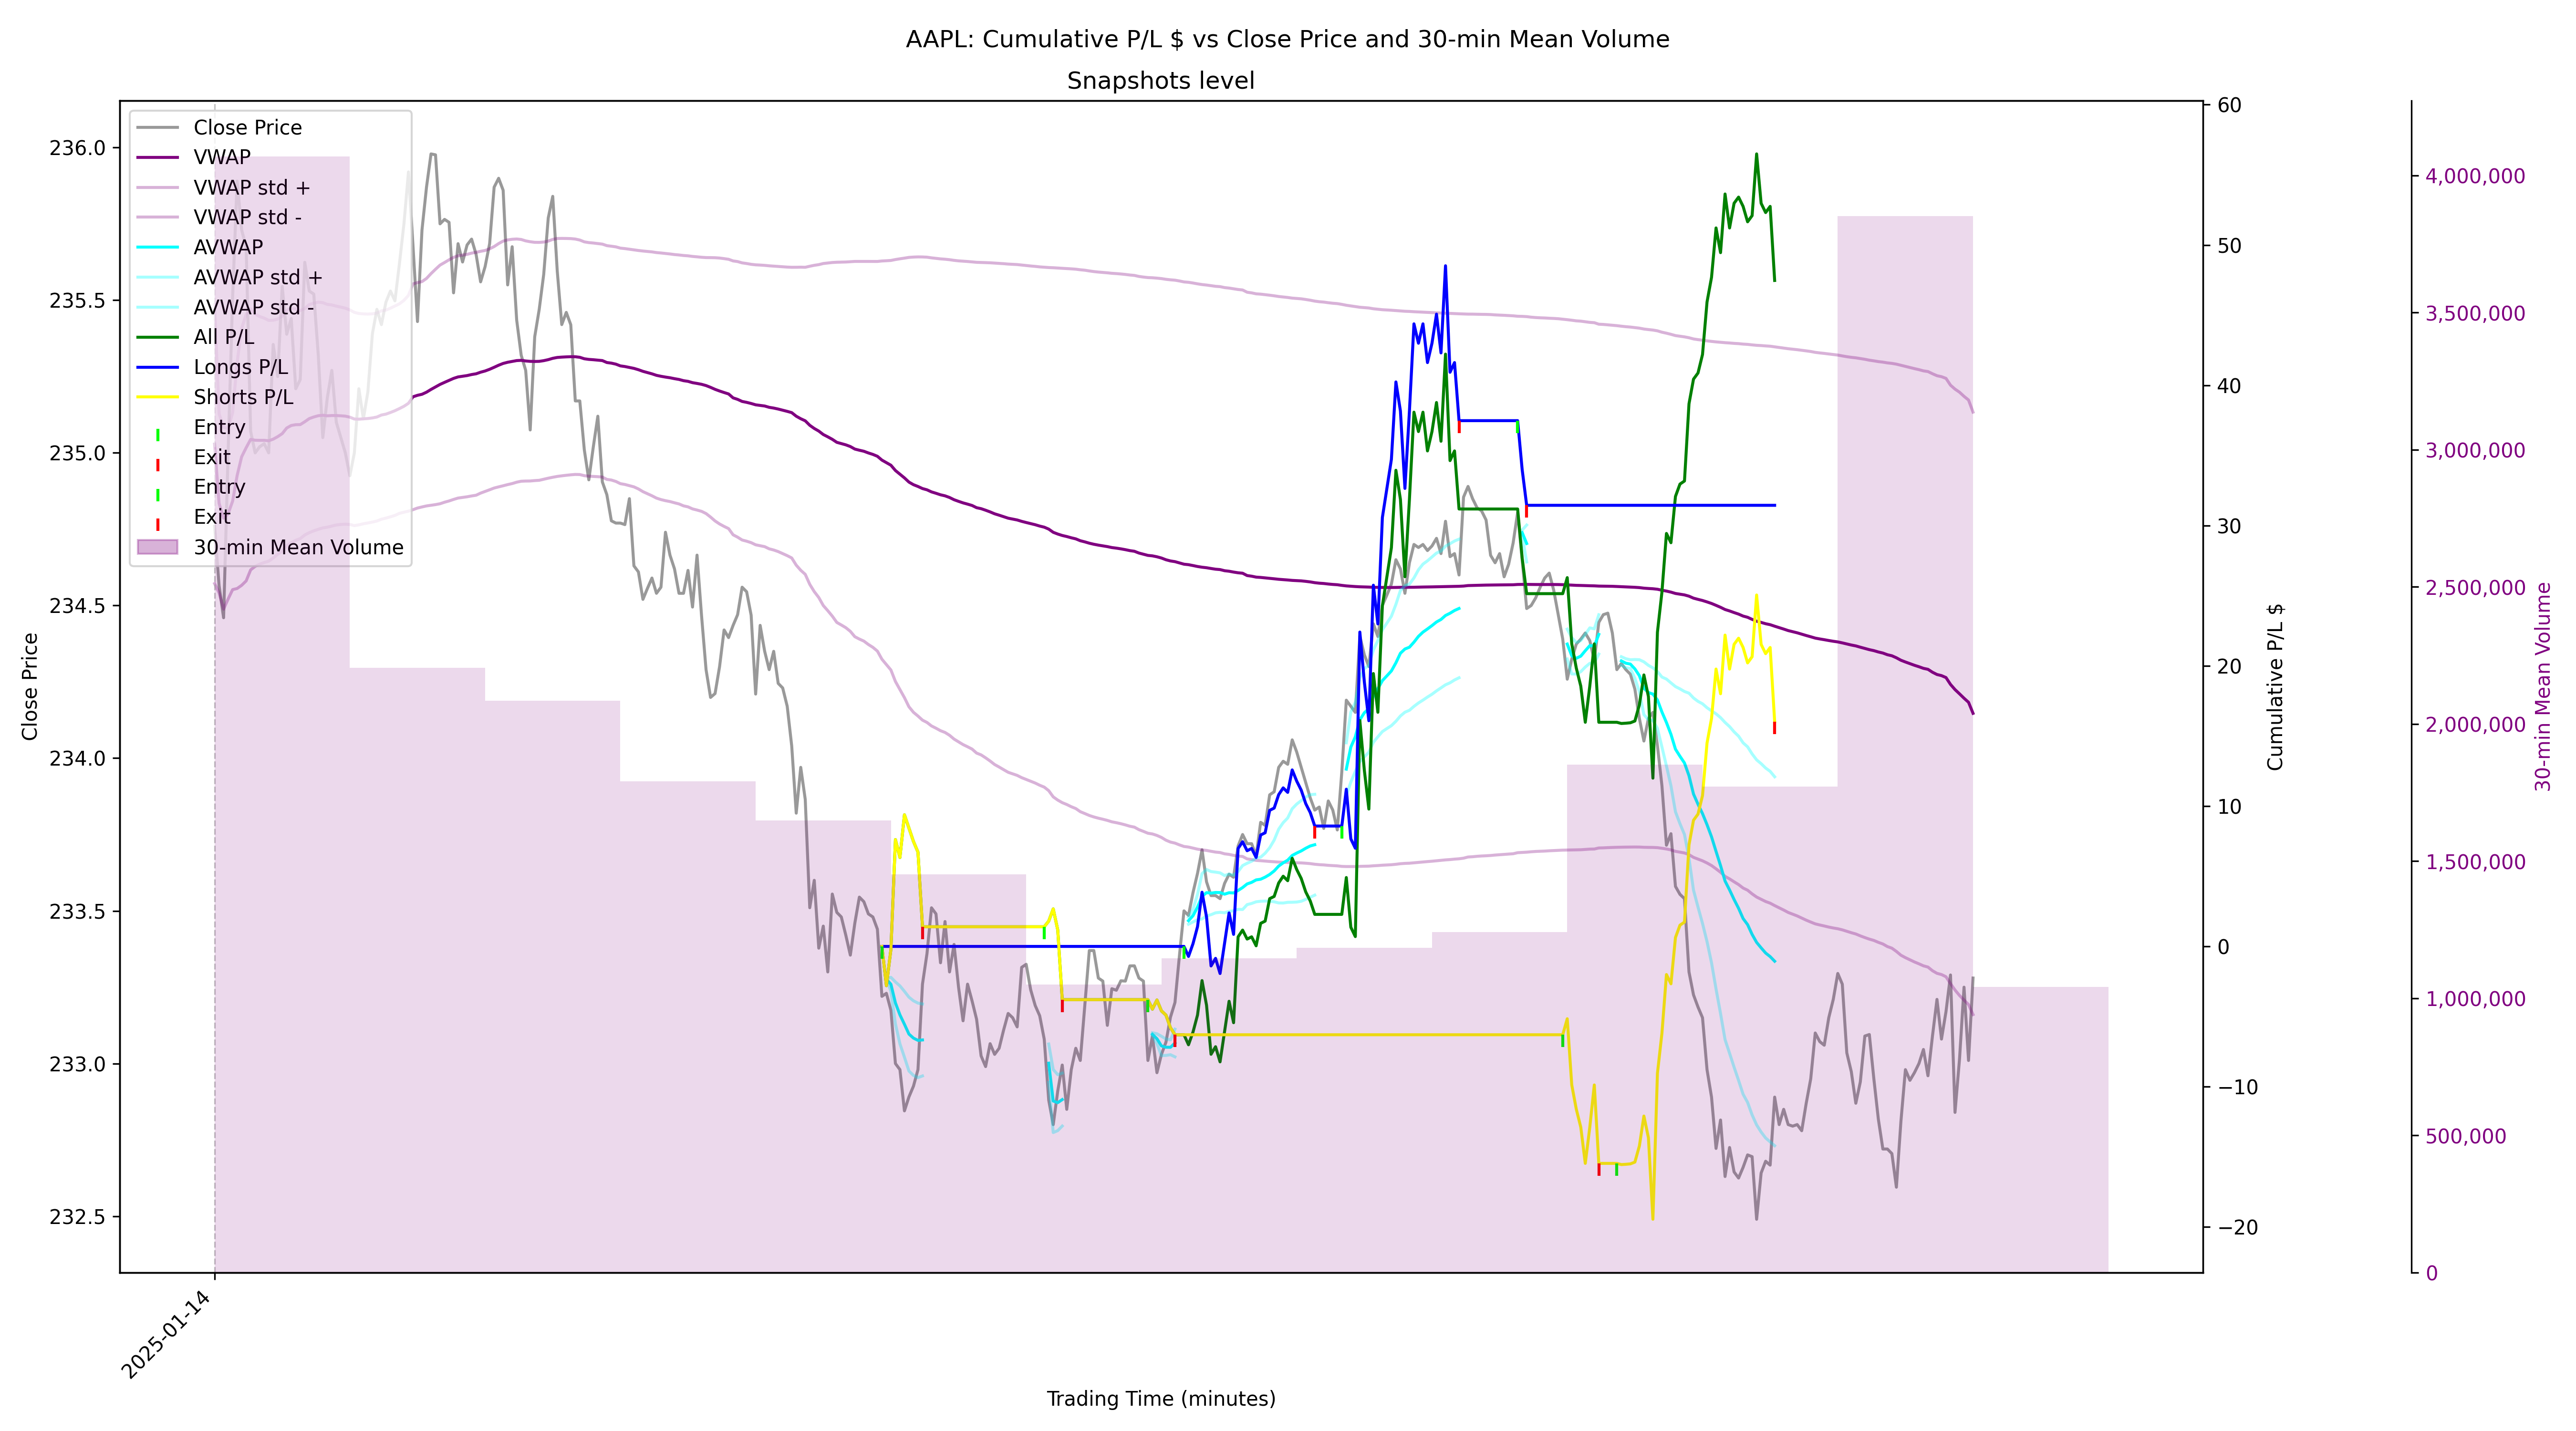 AAPL: Cumulative P/L $ vs Close Price and 30-min Mean Volume
Snapshots level
Close Price
VWAP
VWAP std +
VWAP std -
AVWAP
AVWAP std +
AVWAP std -
All P/L
Longs P/L
Shorts P/L
Entry
Exit
Entry
Exit
30-min Mean Volume
236.0
235.5
235.0
234.5
234.0
233.5
233.0
232.5
Close Price
60
50
40
30
20
10
0
−10
−20
Cumulative P/L $
4,000,000
3,500,000
3,000,000
2,500,000
2,000,000
1,500,000
1,000,000
500,000
0
30-min Mean Volume
2025-01-14
Trading Time (minutes)